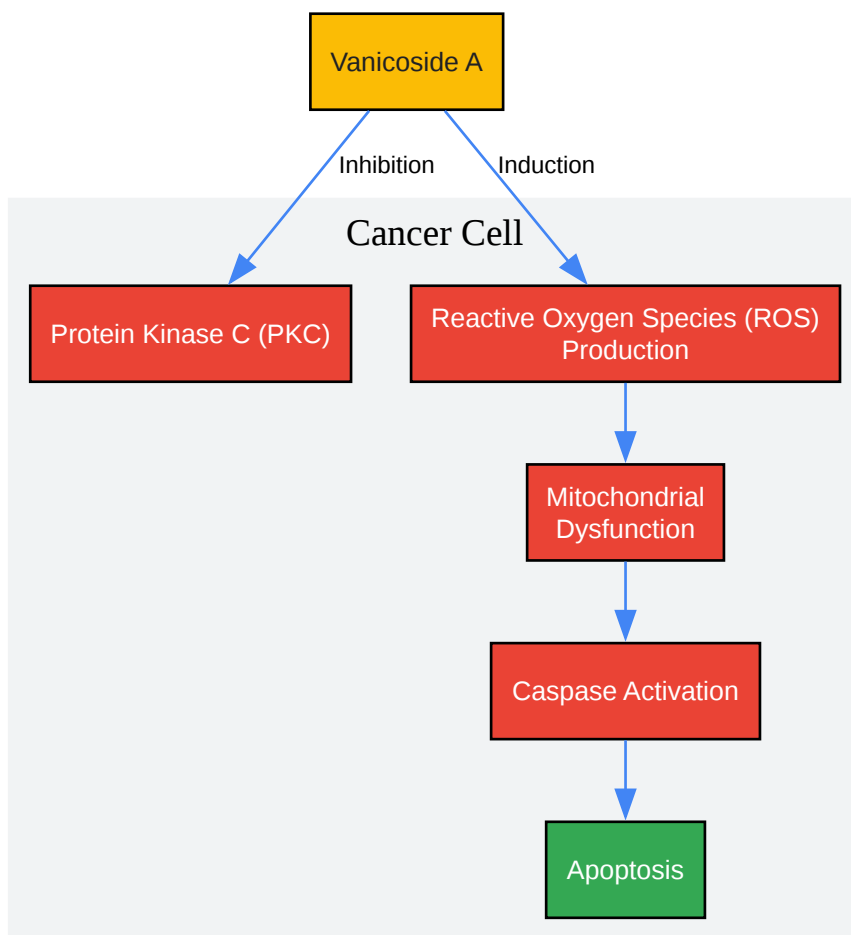 Vanicoside A
Inhibition
Induction
Cancer Cell
Protein Kinase C (PKC)
Reactive Oxygen Species (ROS)
Production
Mitochondrial
Dysfunction
Caspase Activation
Apoptosis